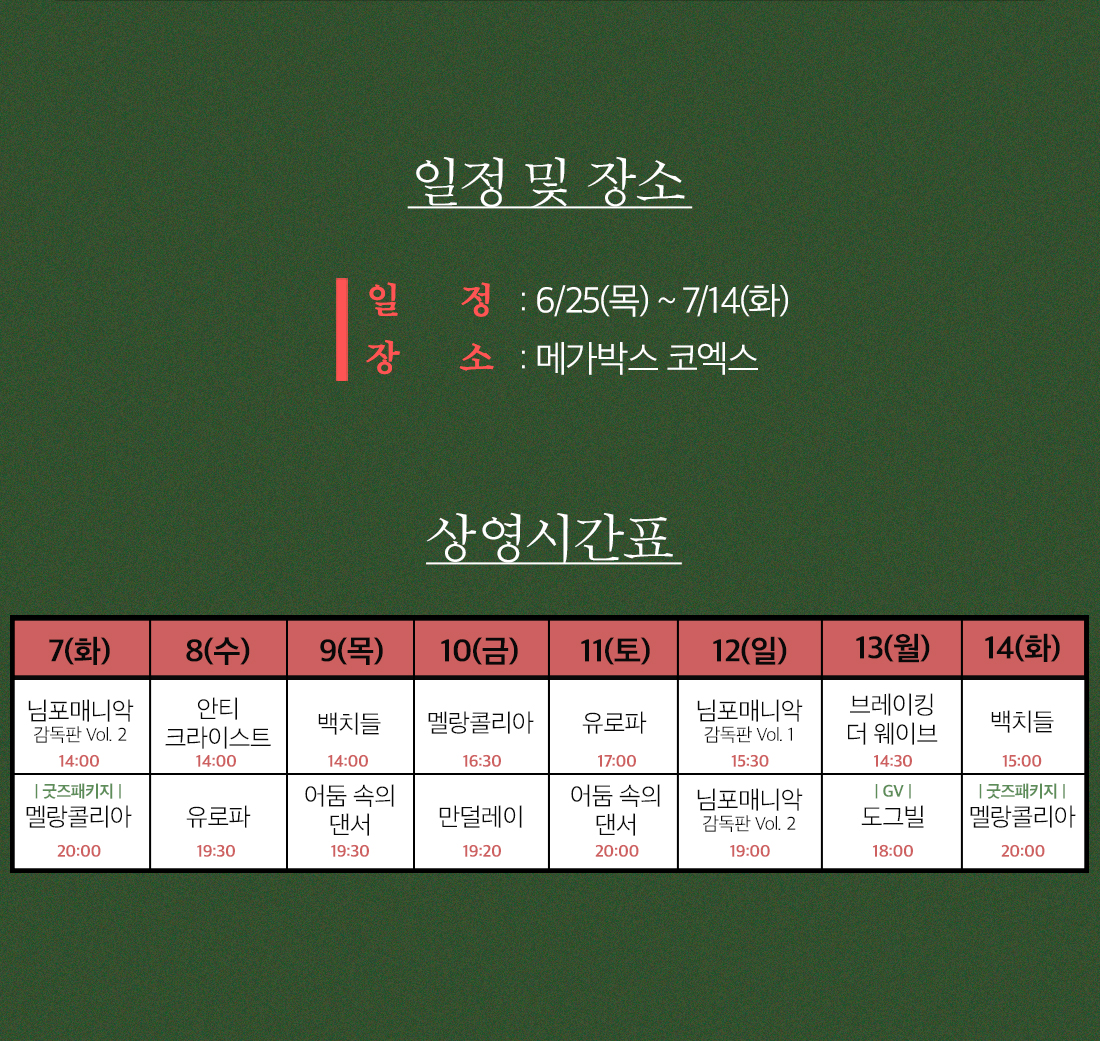 일정 및 장소
일 정 : 6/25(목) ~ 7/14(화)
장 소 : 메가박스 코엑스
상영시간표
7(화) 8(수) 9(목) 10(금) 11(토) 12(일) 13(월) 14(화)
님포매니악
감독판 Vol. 2
14:00
안티
크라이스트
14:00
백치들
14:00
멜랑콜리아
16:30
유로파
17:00
님포매니악
감독판 Vol. 1
15:30
브레이킹
더 웨이브
14:30
백치들
15:00
| 굿즈패키지 |
멜랑콜리아
20:00
유로파
19:30
어둠 속의
댄서
19:30
만덜레이
19:20
어둠 속의
댄서
20:00
님포매니악
감독판 Vol. 2
19:00
| GV |
도그빌
18:00
| 굿즈패키지 |
멜랑콜리아
20:00